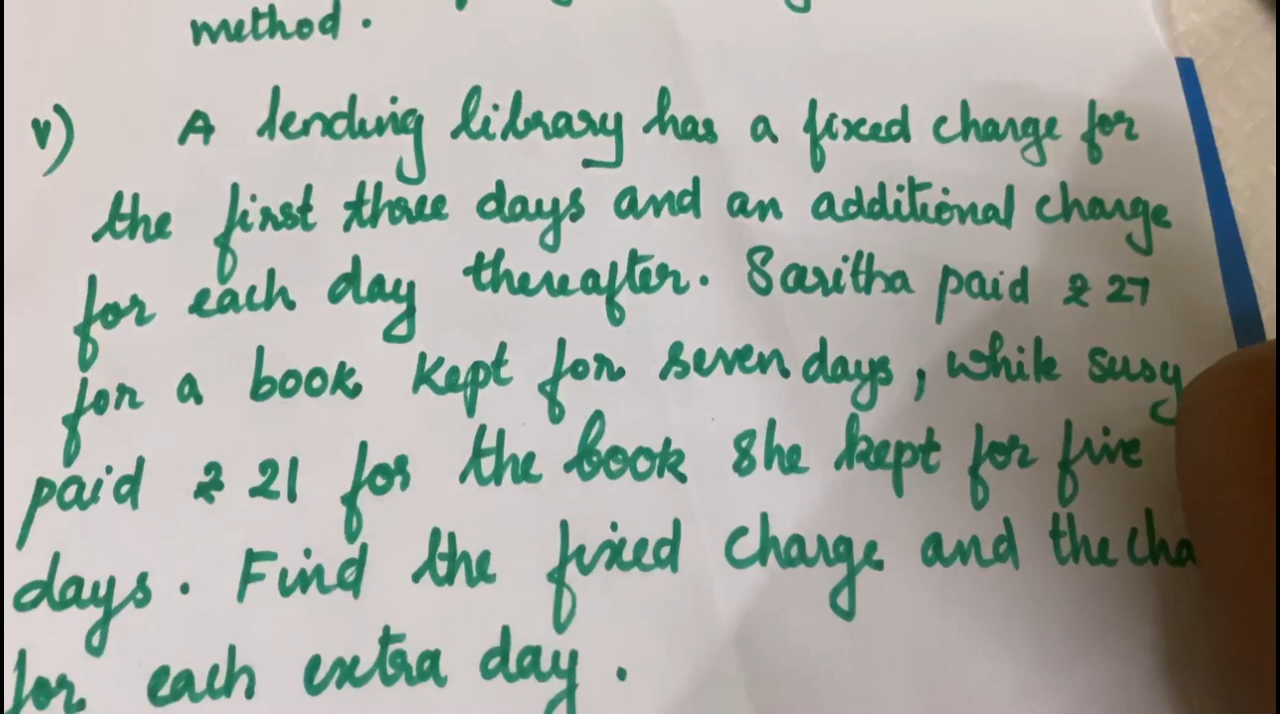 method.
v) A lending library has a fixed charge for
the first three days and an additional charge
for each day thereafter. Saritha paid ₹ 27
for a book kept for seven days, while susy
paid ₹ 21 for the book she kept for five
days. Find the fixed charge and the cha
for each extra day.